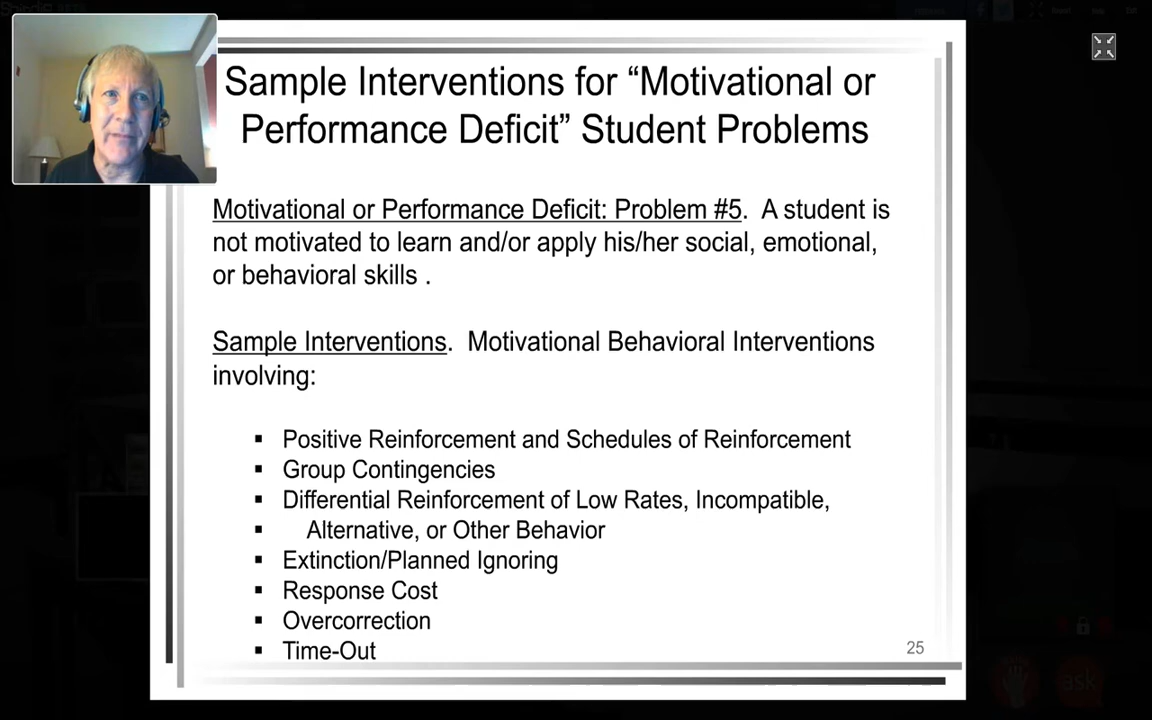 Sample Interventions for “Motivational or
Performance Deficit” Student Problems
Motivational or Performance Deficit: Problem #5. A student is
not motivated to learn and/or apply his/her social, emotional,
or behavioral skills .
Sample Interventions. Motivational Behavioral Interventions
involving:
▪ Positive Reinforcement and Schedules of Reinforcement
▪ Group Contingencies
▪ Differential Reinforcement of Low Rates, Incompatible,
▪ Alternative, or Other Behavior
▪ Extinction/Planned Ignoring
▪ Response Cost
▪ Overcorrection
▪ Time-Out
25
ask